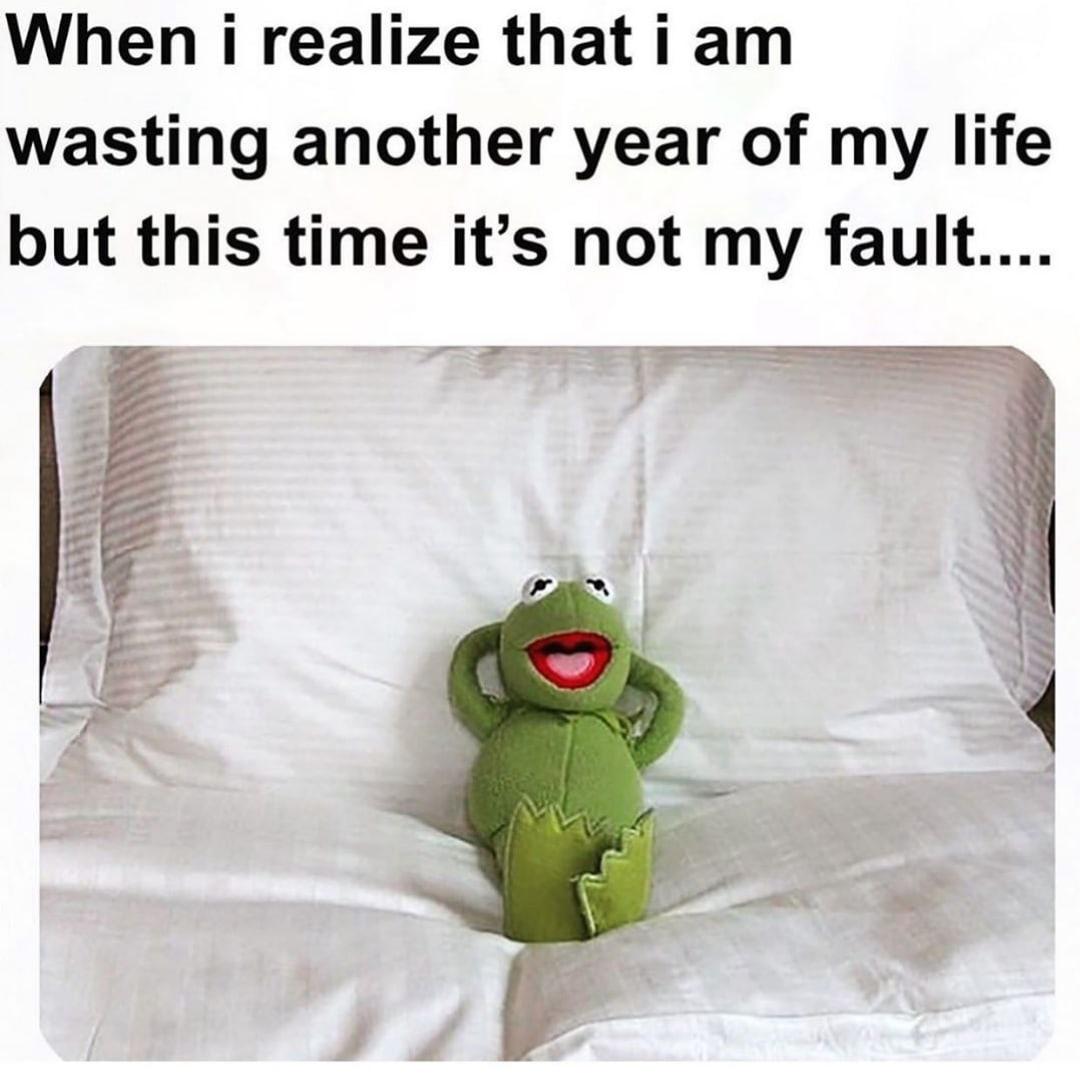 When i realize that i am
wasting another year of my life
but this time it’s not my fault....